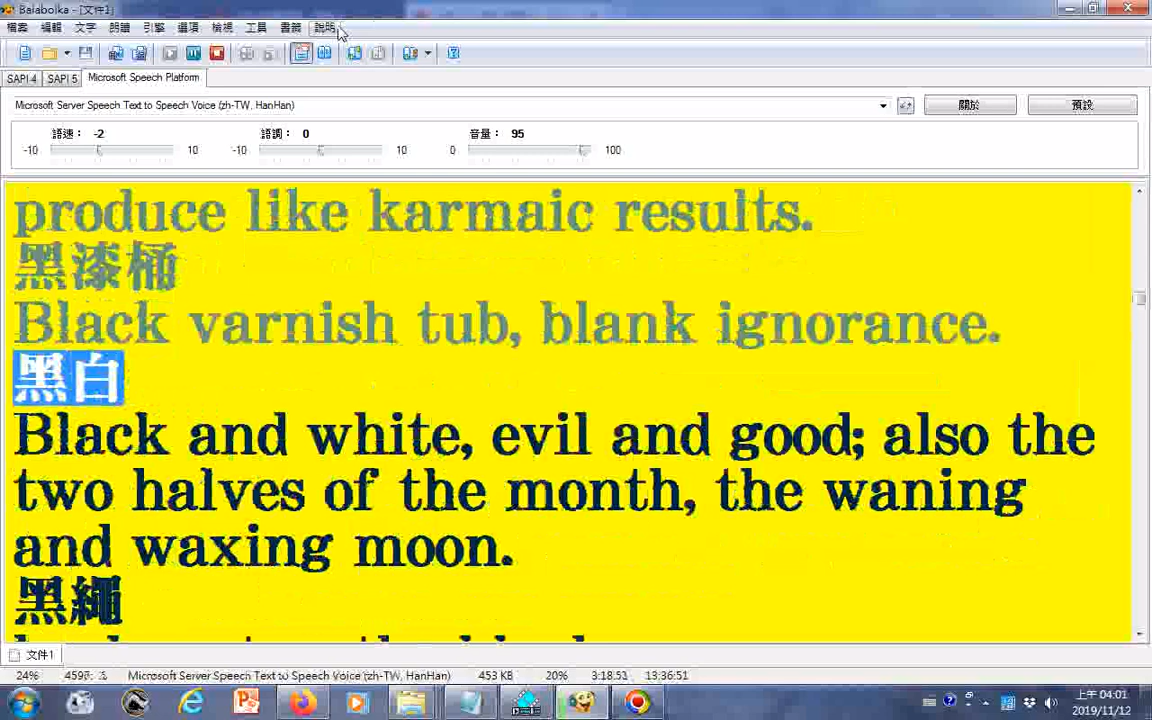 Balabolka - [文件1]
檔案 編輯 文字 朗讀 引擎 選項 檢視 工具 書籤 說明
SAPI 4 SAPI 5 Microsoft Speech Platform
Microsoft Server Speech Text to Speech Voice (zh-TW, HanHan) 關於 預設
語速： -2 語調： 0 音量： 95
-10 10 -10 10 0 100
produce like karmaic results.
黑漆桶
Black varnish tub, blank ignorance.
黑白
Black and white, evil and good; also the
two halves of the month, the waning
and waxing moon.
黑繩
文件1
24% Microsoft Server Speech Text to Speech Voice (zh-TW, HanHan) 453 KB 20% 3:18:51 13:36:51
上午 04:01
2019/11/12